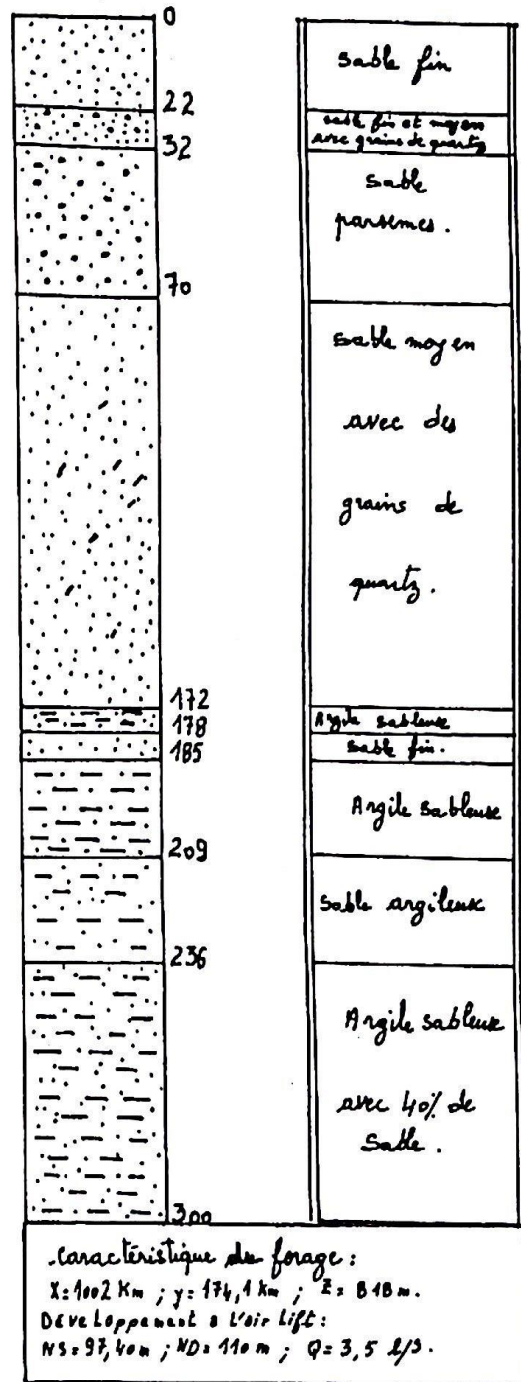 0
sable fin
22
sable fin et moyen
avec grains de quartz
32
sable
parsemes.
70
sable moyen
avec des
grains de
quartz.
172
Argile sableuse
178
sable fin.
185
Argile sableuse
209
sable argileuse
236
Argile sableuse
avec 40% de
Sable.
300
caractéristique du forage:
X=1002 Km ; y=174,1 Km ; Z= 818 m.
Developpement a L'air Lift:
NS=97,40m ; ND=110m ; Q=3,5 l/s.